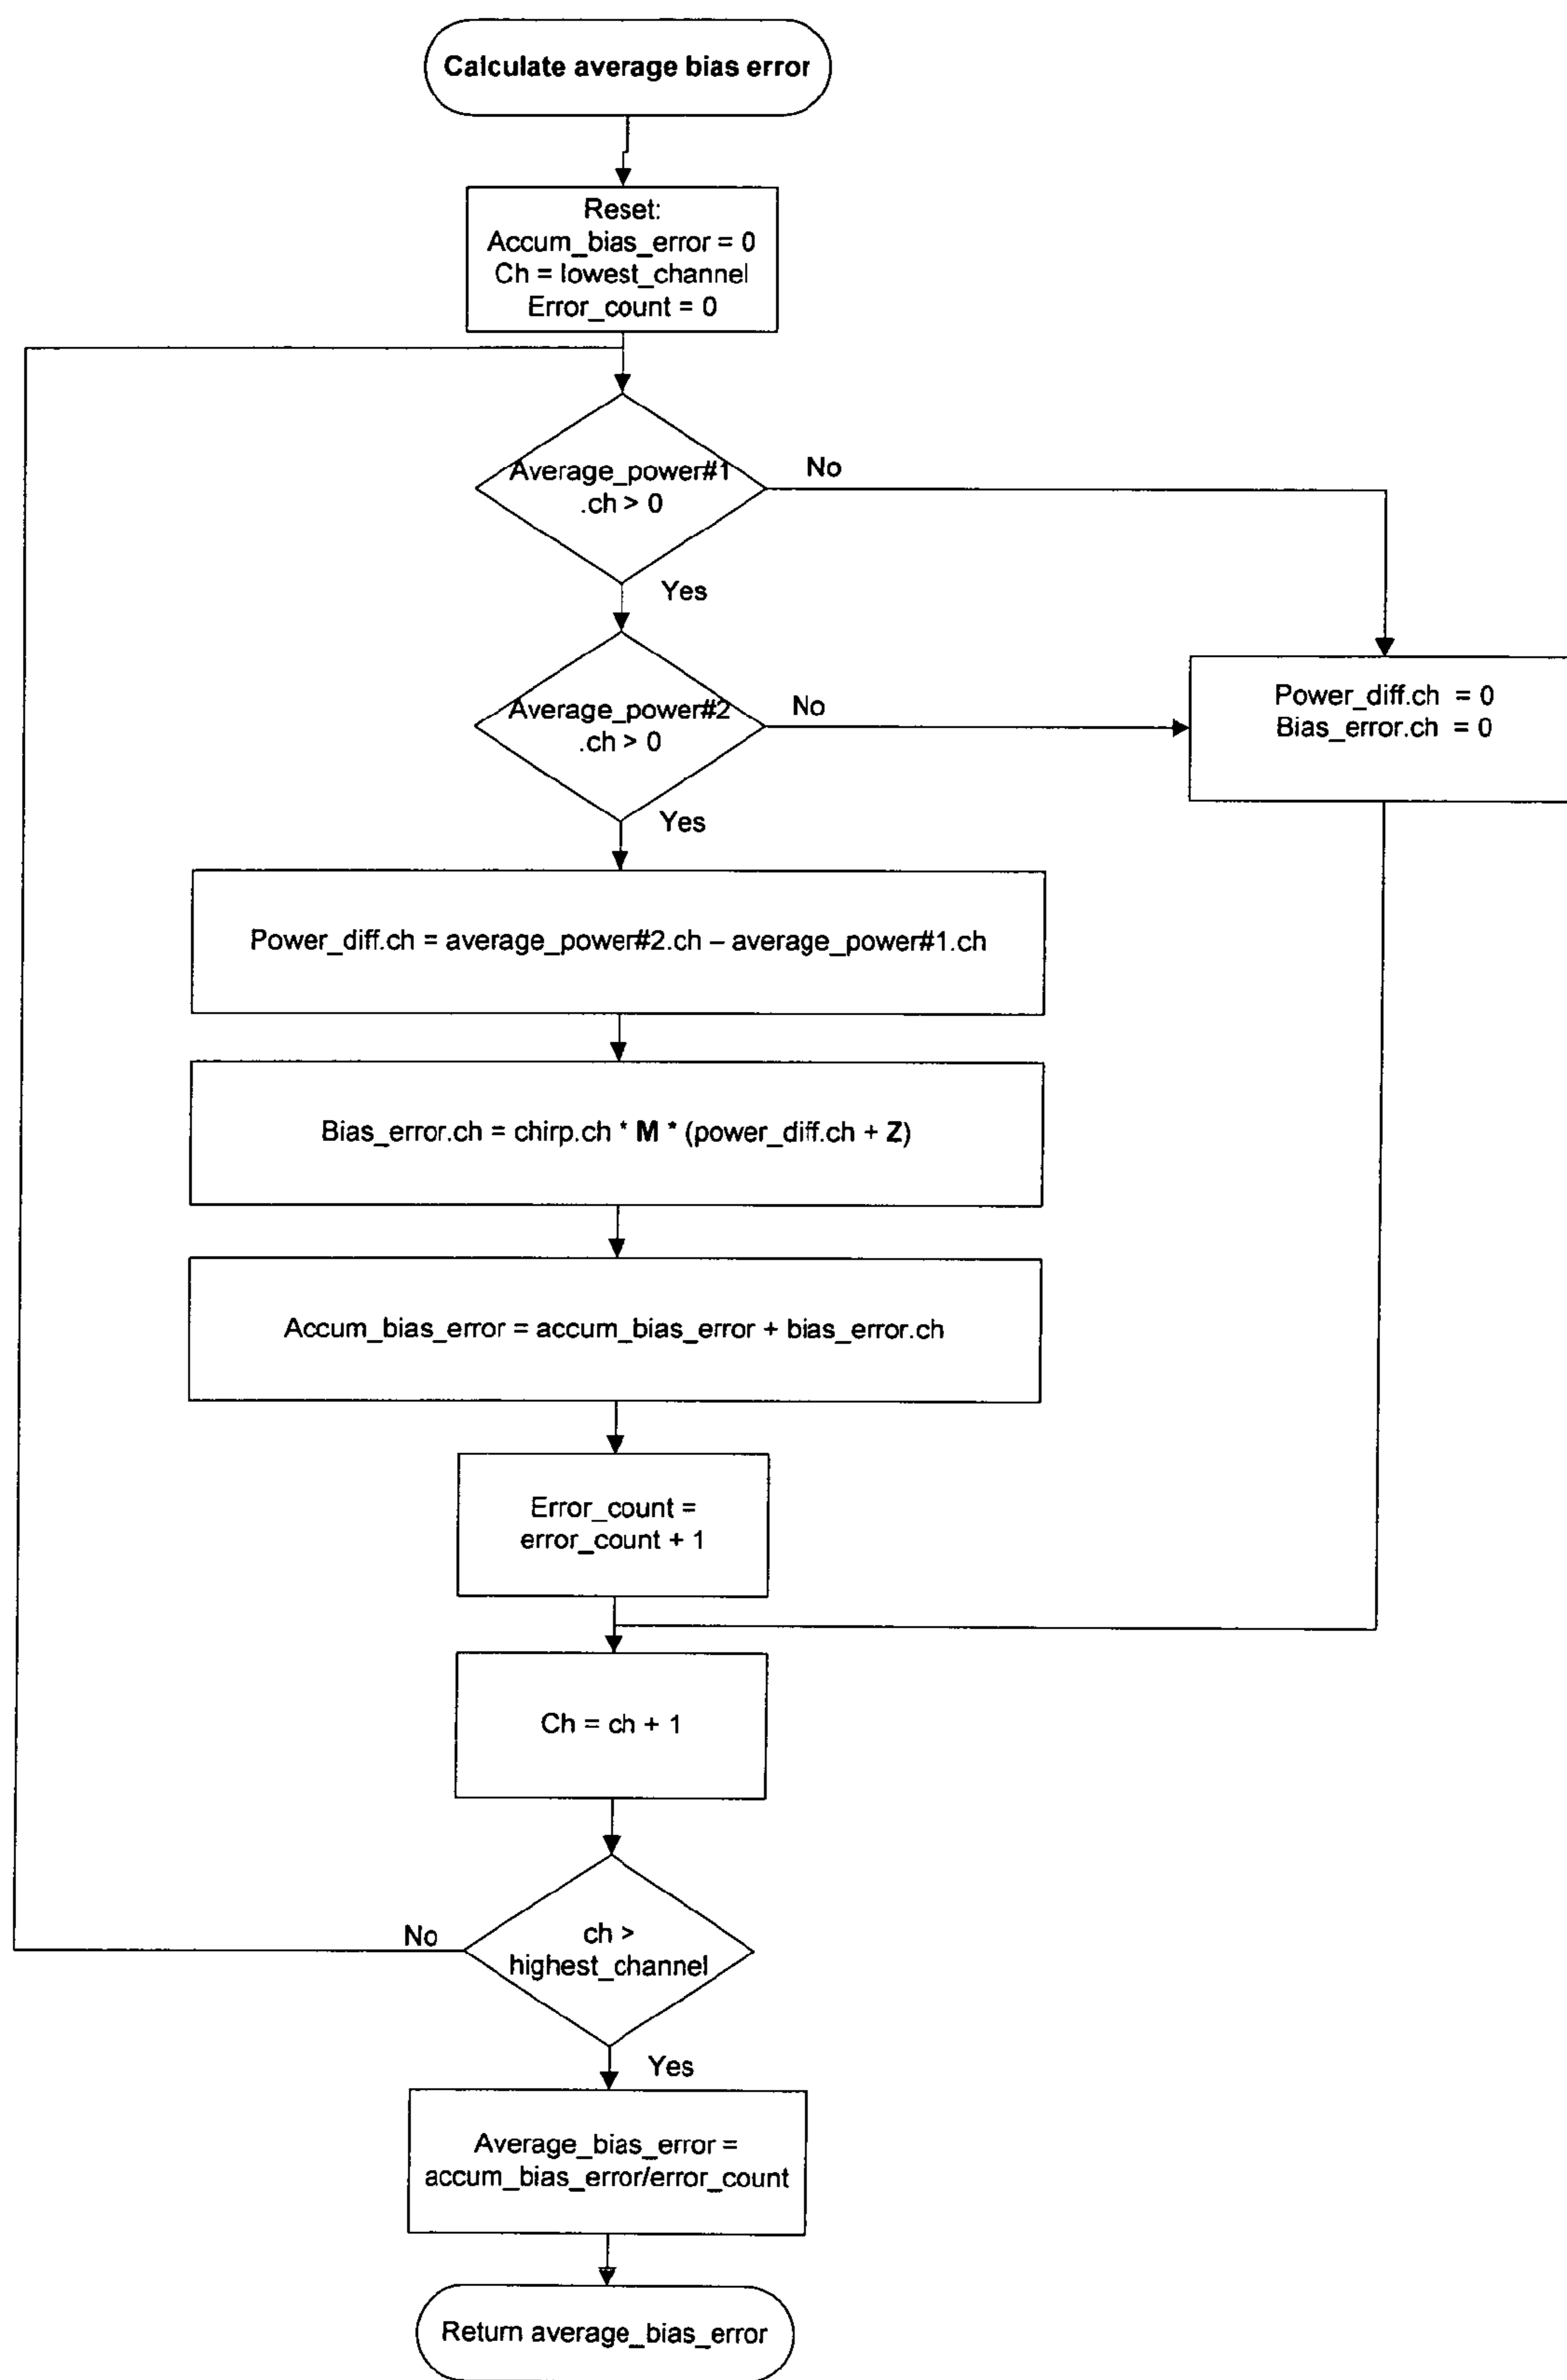 Calculate average bias error
Reset:
Accum_bias_error = 0
Ch = lowest_channel
Error_count = 0
Average_power#1
.ch > 0
No
Yes
Average_power#2
.ch > 0
No
Power_diff.ch = 0
Bias_error.ch = 0
Yes
Power_diff.ch = average_power#2.ch – average_power#1.ch
Bias_error.ch = chirp.ch * M * (power_diff.ch + Z)
Accum_bias_error = accum_bias_error + bias_error.ch
Error_count =
error_count + 1
Ch = ch + 1
No
ch >
highest_channel
Yes
Average_bias_error =
accum_bias_error/error_count
Return average_bias_error